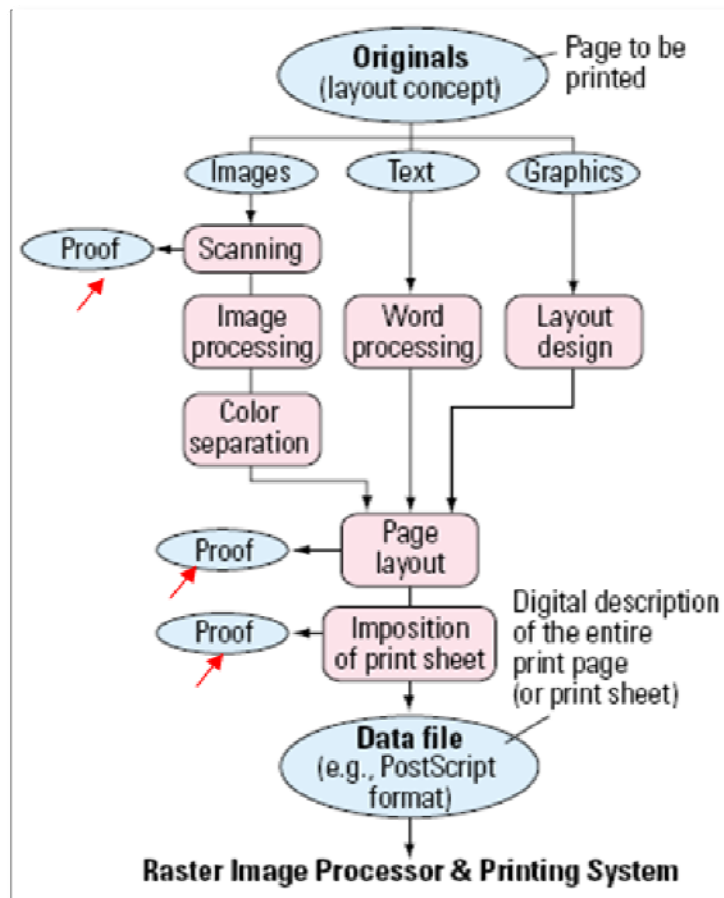 Originals
(layout concept)
Page to be
printed
Images
Text
Graphics
Proof
Scanning
Image
processing
Word
processing
Layout
design
Color
separation
Page
layout
Proof
Proof
Imposition
of print sheet
Digital description
of the entire
print page
(or print sheet)
Data file
(e.g., PostScript
format)
Raster Image Processor & Printing System